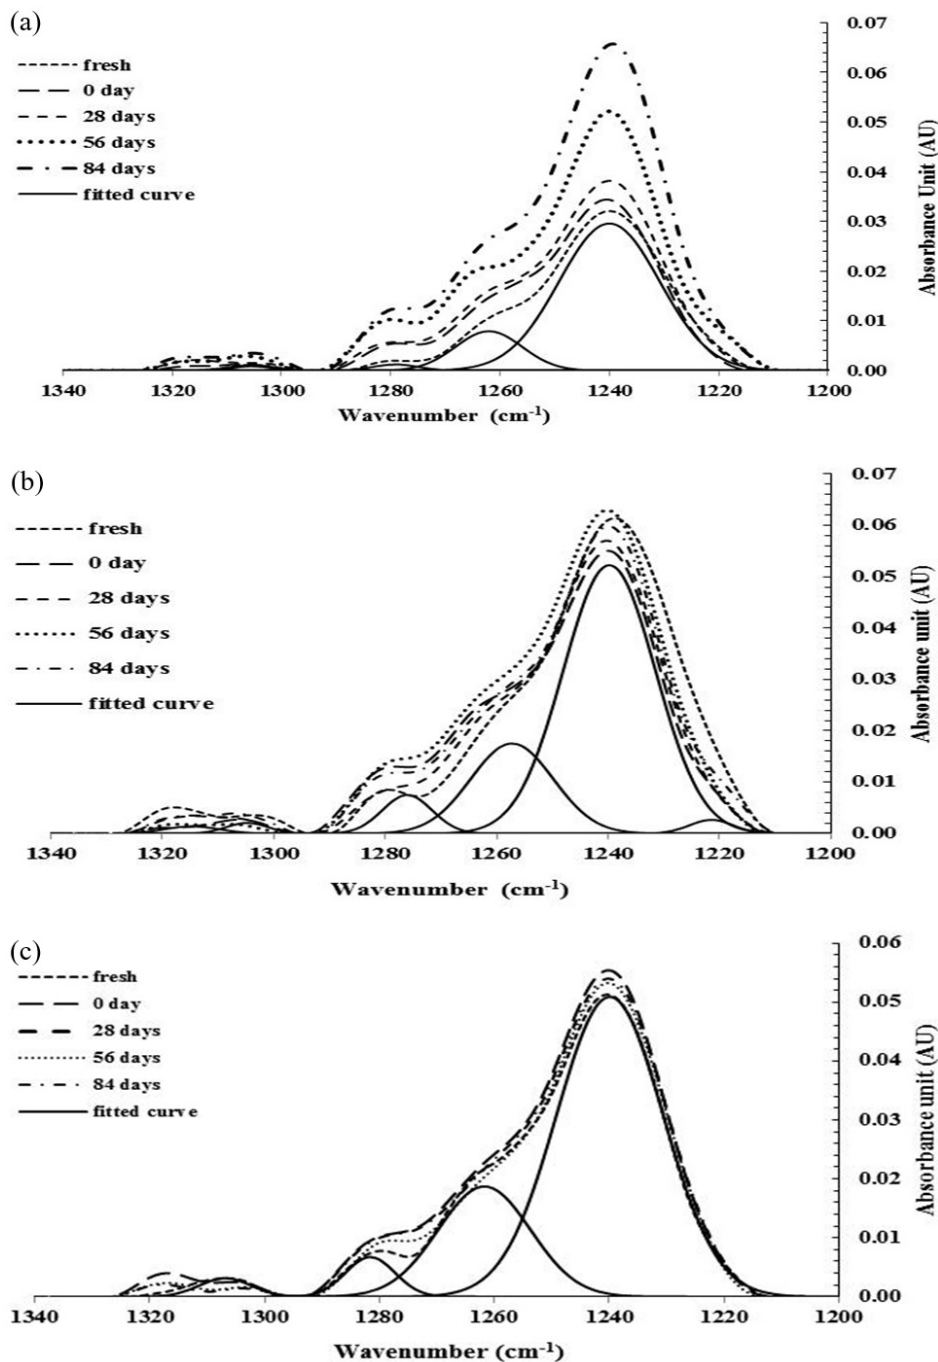 (a)
fresh
0 day
28 days
56 days
84 days
fitted curve
0.07
0.06
0.05
0.04
0.03
0.02
0.01
0.00
Absorbance Unit (AU)
1340 1320 1300 1280 1260 1240 1220 1200
Wavenumber (cm-1)
(b)
fresh
0 day
28 days
56 days
84 days
fitted curve
0.07
0.06
0.05
0.04
0.03
0.02
0.01
0.00
Absorbance unit (AU)
1340 1320 1300 1280 1260 1240 1220 1200
Wavenumber (cm-1)
(c)
fresh
0 day
28 days
56 days
84 days
fitted curve
0.06
0.05
0.04
0.03
0.02
0.01
0.00
Absorbance unit (AU)
1340 1320 1300 1280 1260 1240 1220 1200
Wavenumber (cm-1)